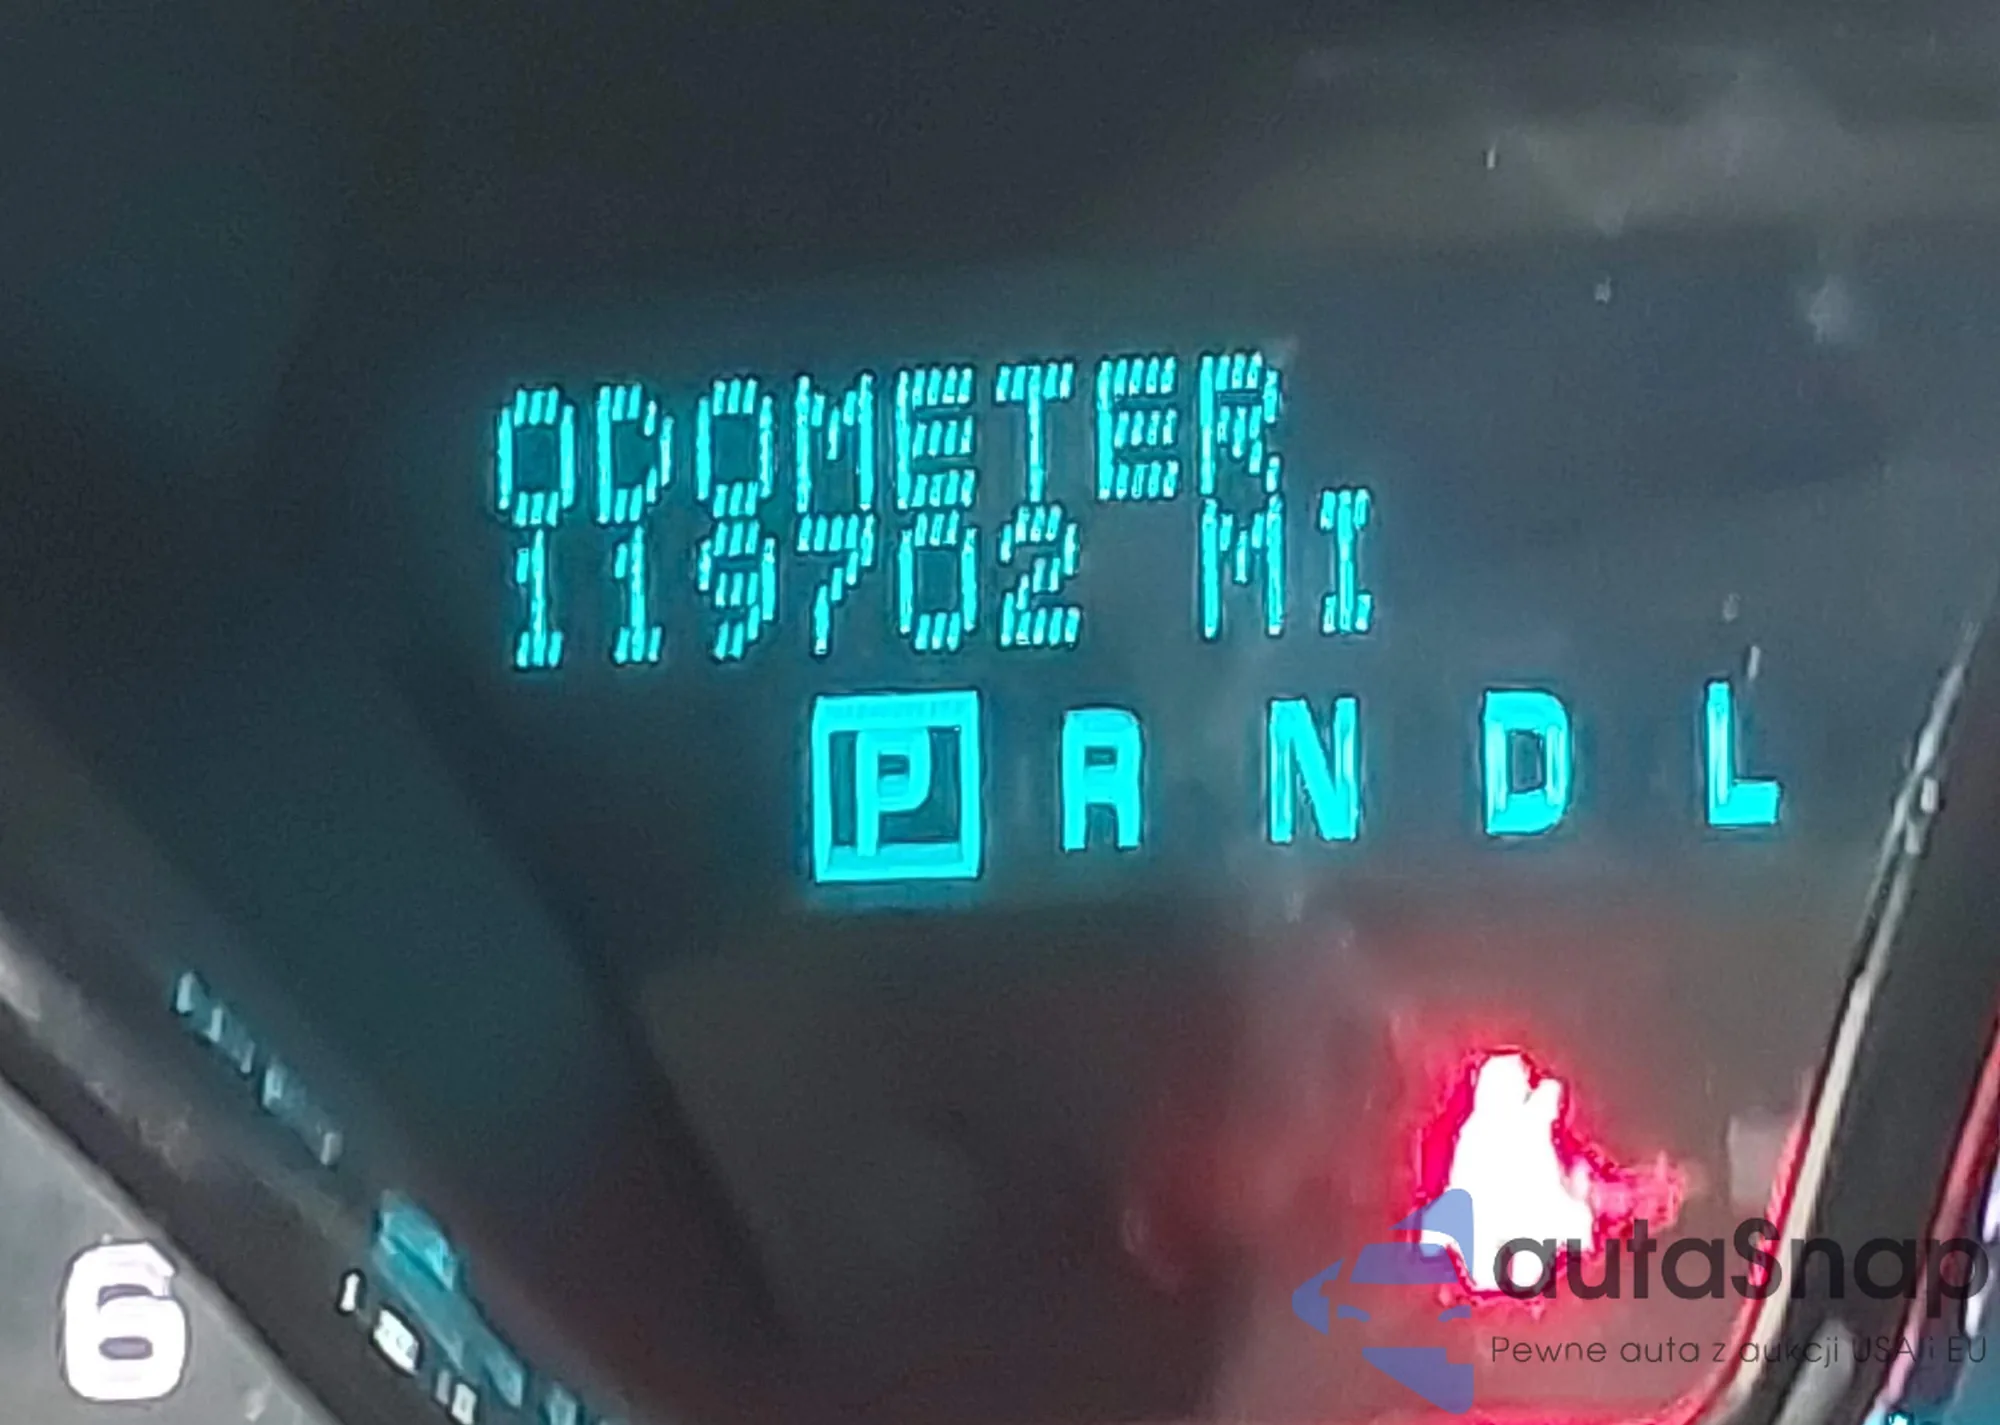 ODOMETER
119702 MI
P R N D L
6
autaSnap
Pewne auta z aukcji USA i EU